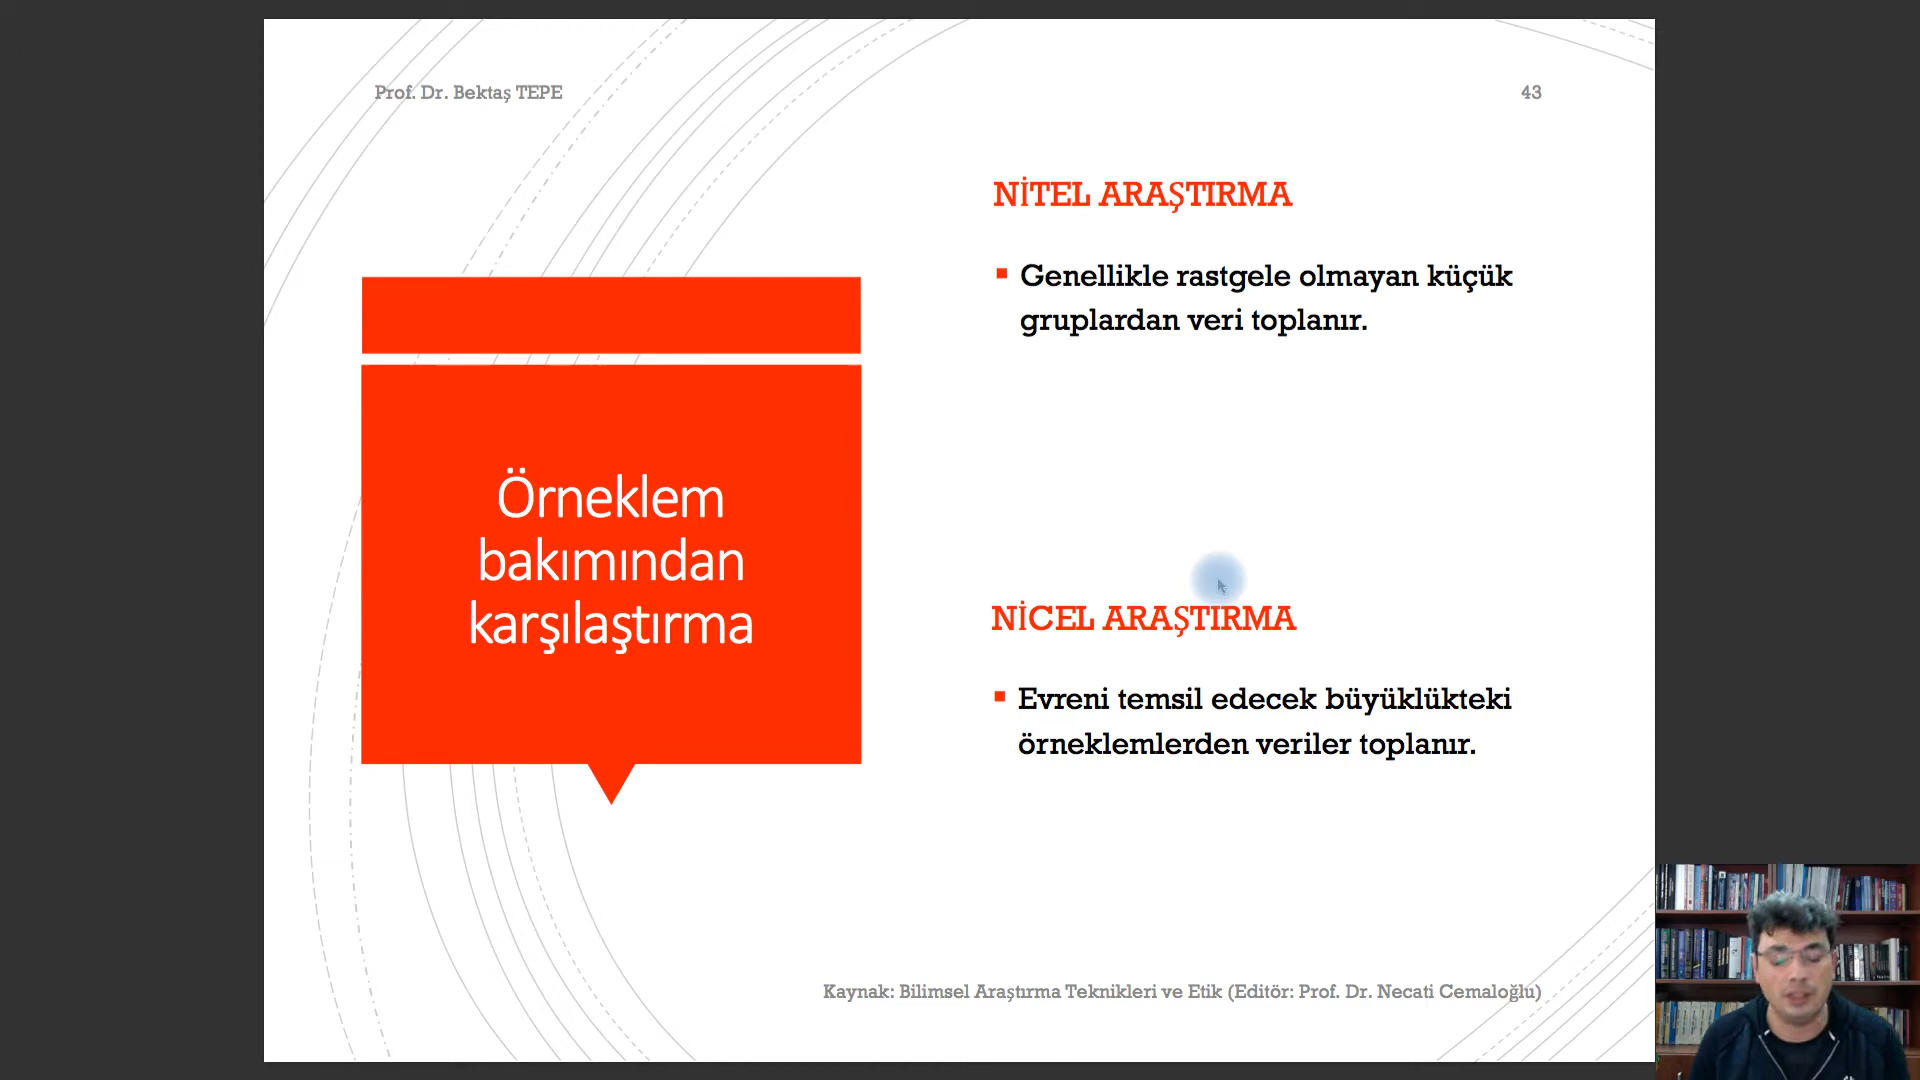 Prof. Dr. Bektaş TEPE
43
Örneklem
bakımından
karşılaştırma
NİTEL ARAŞTIRMA
Genellikle rastgele olmayan küçük
gruplardan veri toplanır.
NİCEL ARAŞTIRMA
Evreni temsil edecek büyüklükteki
örneklemlerden veriler toplanır.
Kaynak: Bilimsel Araştırma Teknikleri ve Etik (Editör: Prof. Dr. Necati Cemaloğlu)